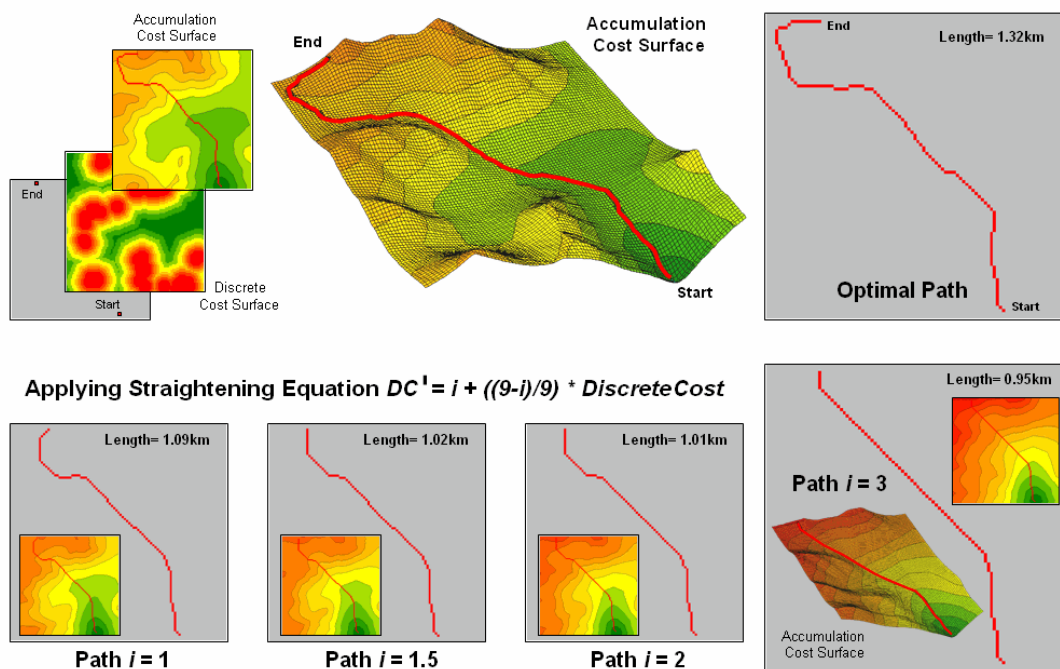 Accumulation
Cost Surface
End
Start
Discrete
Cost Surface
End
Accumulation
Cost Surface
Start
End
Length= 1.32km
Optimal Path
Start
Applying Straightening Equation DC' = i + ((9-i)/9) * DiscreteCost
Length= 1.09km
Path i = 1
Length= 1.02km
Path i = 1.5
Length= 1.01km
Path i = 2
Length= 0.95km
Path i = 3
Accumulation
Cost Surface